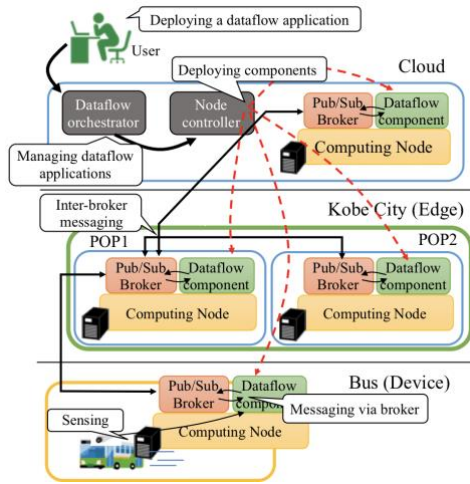 Deploying a dataflow application
User
Deploying components
Cloud
Dataflow
orchestrator
Node
controller
Pub/Sub
Broker
Dataflow
component
Computing Node
Managing dataflow
applications
Inter-broker
messaging
Kobe City (Edge)
POP1
POP2
Pub/Sub
Broker
Dataflow
component
Computing Node
Pub/Sub
Broker
Dataflow
component
Computing Node
Bus (Device)
Pub/Sub
Broker
Dataflow
Messaging via broker
Sensing
Computing Node